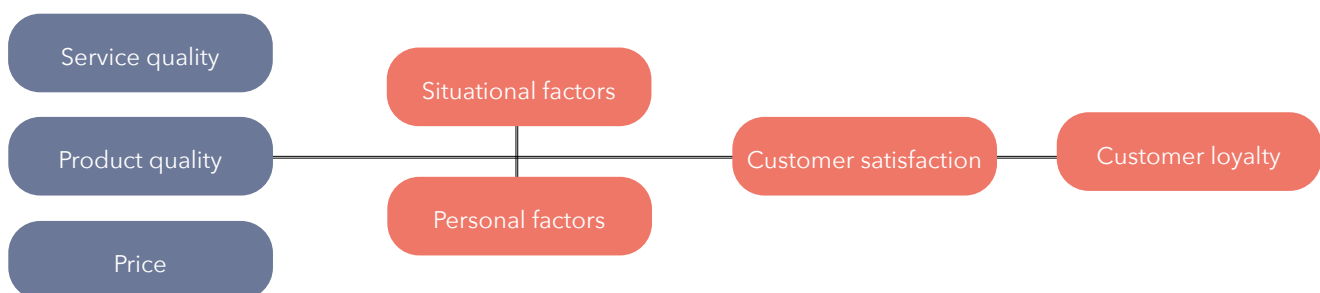 Service quality
Product quality
Price
Situational factors
Personal factors
Customer satisfaction
Customer loyalty